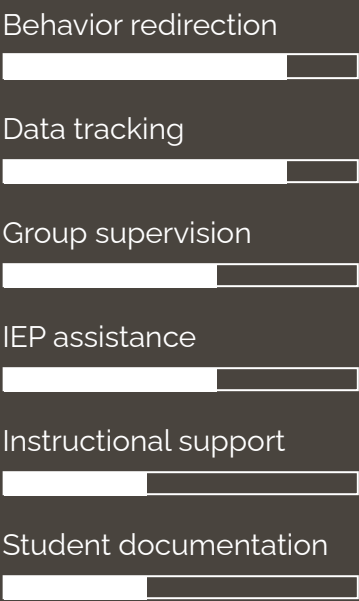 Behavior redirection
Data tracking
Group supervision
IEP assistance
Instructional support
Student documentation